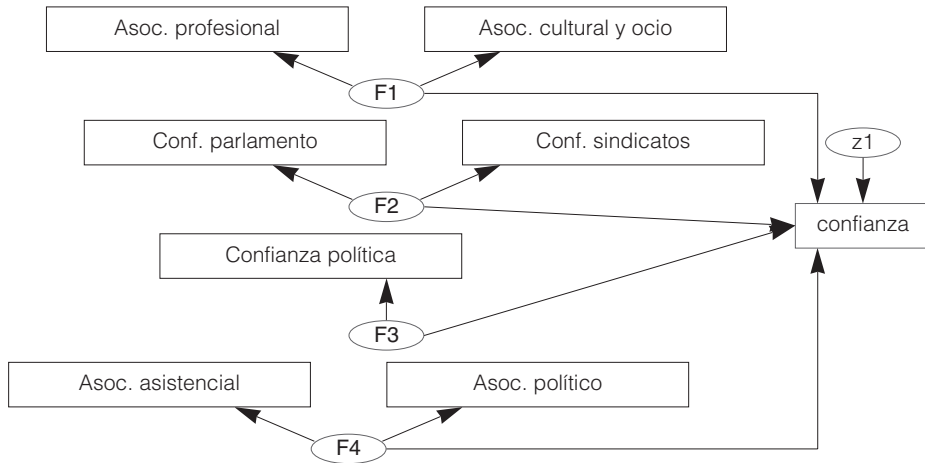 Asoc. profesional
Asoc. cultural y ocio
F1
Conf. parlamento
Conf. sindicatos
z1
F2
confianza
Confianza política
F3
Asoc. asistencial
Asoc. político
F4